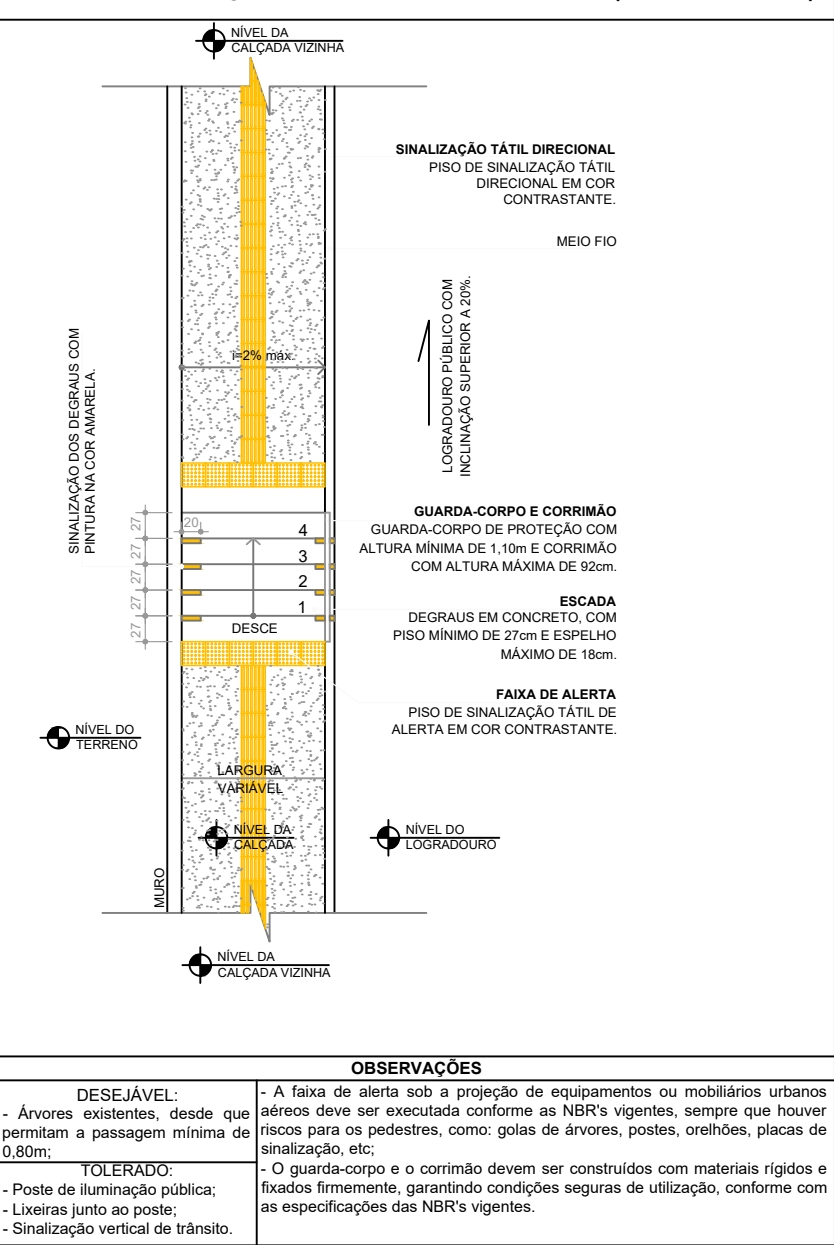 NÍVEL DA
CALÇADA VIZINHA
SINALIZAÇÃO TÁTIL DIRECIONAL
PISO DE SINALIZAÇÃO TÁTIL
DIRECIONAL EM COR
CONTRASTANTE.
MEIO FIO
LOGRADOURO PÚBLICO COM
INCLINAÇÃO SUPERIOR A 20%.
i=2% máx.
SINALIZAÇÃO DOS DEGRAUS COM
PINTURA NA COR AMARELA.
27
27
27
27
27
20
4
3
2
1
DESCE
GUARDA-CORPO E CORRIMÃO
GUARDA-CORPO DE PROTEÇÃO COM
ALTURA MÍNIMA DE 1,10m E CORRIMÃO
COM ALTURA MÁXIMA DE 92cm.
ESCADA
DEGRAUS EM CONCRETO, COM
PISO MÍNIMO DE 27cm E ESPELHO
MÁXIMO DE 18cm.
FAIXA DE ALERTA
PISO DE SINALIZAÇÃO TÁTIL DE
ALERTA EM COR CONTRASTANTE.
NÍVEL DO
TERRENO
LARGURA
VARIÁVEL
NÍVEL DA
CALÇADA
NÍVEL DO
LOGRADOURO
MURO
NÍVEL DA
CALÇADA VIZINHA
OBSERVAÇÕES
DESEJÁVEL:
- Árvores existentes, desde que
permitam a passagem mínima de
0,80m;
TOLERADO:
- Poste de iluminação pública;
- Lixeiras junto ao poste;
- Sinalização vertical de trânsito.
- A faixa de alerta sob a projeção de equipamentos ou mobiliários urbanos
aéreos deve ser executada conforme as NBR's vigentes, sempre que houver
riscos para os pedestres, como: golas de árvores, postes, orelhões, placas de
sinalização, etc;
- O guarda-corpo e o corrimão devem ser construídos com materiais rígidos e
fixados firmemente, garantindo condições seguras de utilização, conforme com
as especificações das NBR's vigentes.